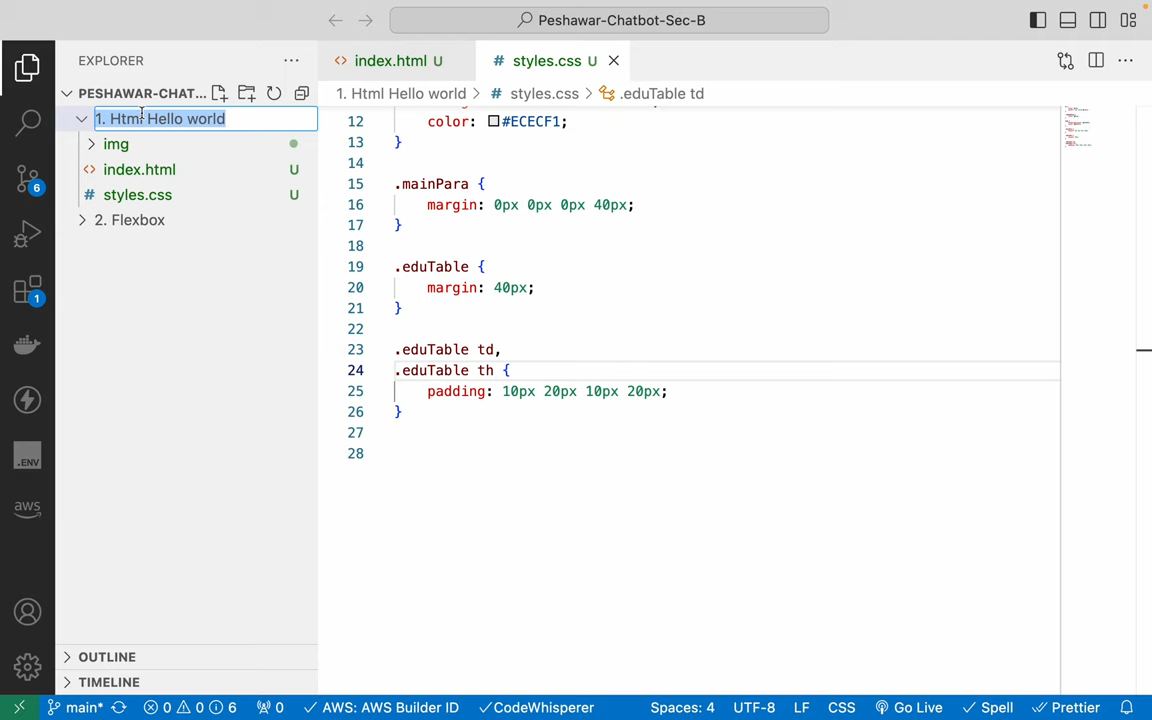 Peshawar-Chatbot-Sec-B
EXPLORER
PESHAWAR-CHAT...
1. Html Hello world
img
index.html U
styles.css U
2. Flexbox
OUTLINE
TIMELINE
index.html U
# styles.css U
1. Html Hello world > # styles.css > .eduTable td
12 color: #ECECF1;
13 }
14
15 .mainPara {
16 margin: 0px 0px 0px 40px;
17 }
18
19 .eduTable {
20 margin: 40px;
21 }
22
23 .eduTable td,
24 .eduTable th {
25 padding: 10px 20px 10px 20px;
26 }
27
28
6
1
.ENV
aws
main* 0 0 6 0 AWS: AWS Builder ID CodeWhisperer Spaces: 4 UTF-8 LF CSS Go Live Spell Prettier